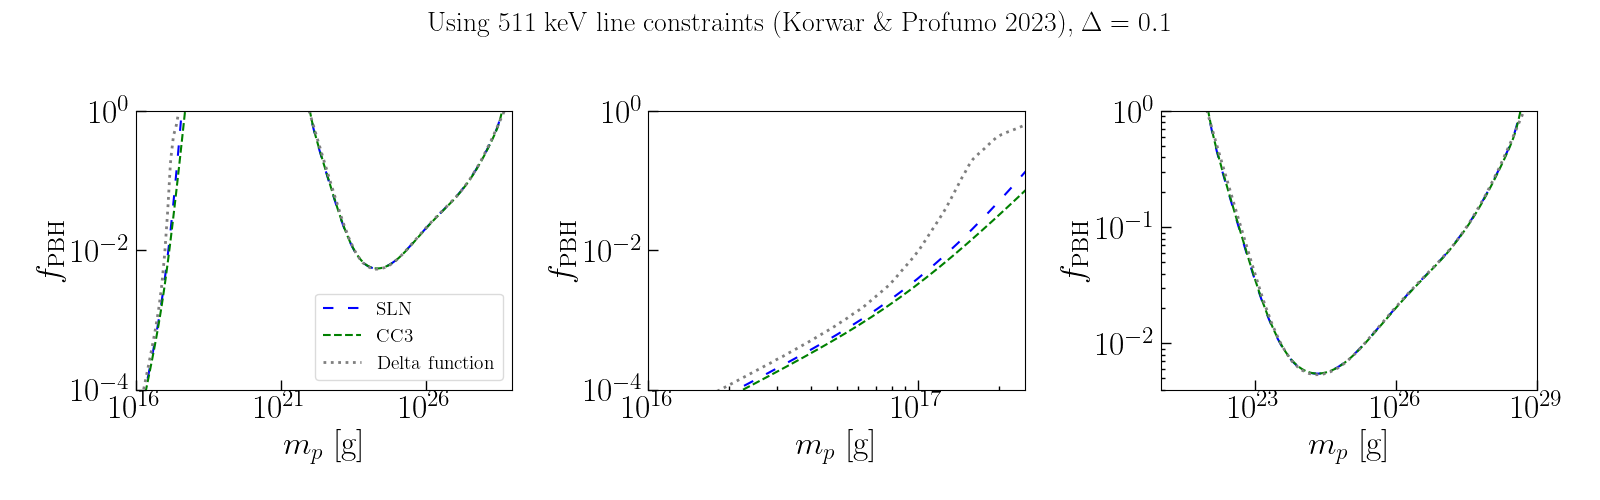 Using 511 keV line constraints (Korwar & Profumo 2023), Δ = 0.1
10^0
10^{-2}
10^{-4}
f_PBH
10^16
10^21
10^26
m_p [g]
SLN
CC3
Delta function
10^0
10^{-2}
10^{-4}
f_PBH
10^16
10^17
m_p [g]
10^0
10^{-1}
10^{-2}
f_PBH
10^23
10^26
10^29
m_p [g]